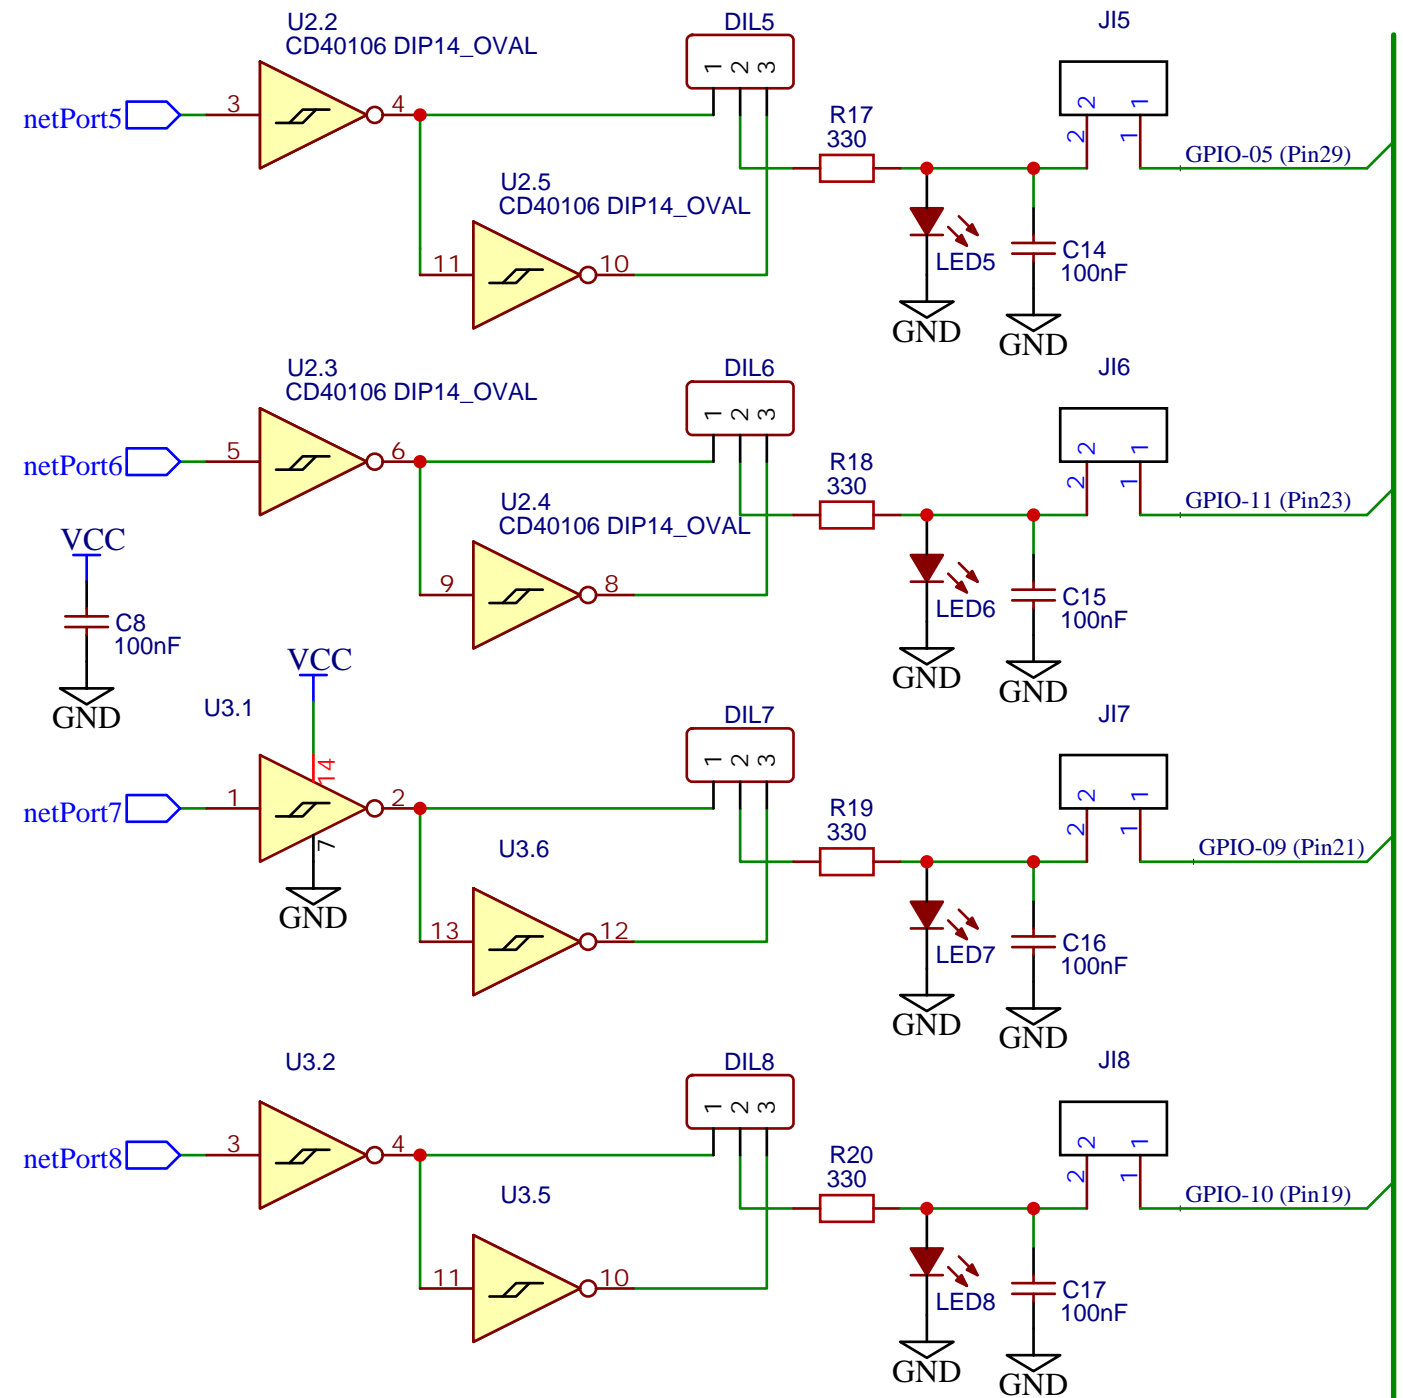 U2.2
CD40106 DIP14_OVAL
netPort5
3
4
DIL5
1 2 3
U2.5
CD40106 DIP14_OVAL
11
10
R17
330
LED5
GND
C14
100nF
GND
JI5
2 1
2 1
GPIO-05 (Pin29)
U2.3
CD40106 DIP14_OVAL
netPort6
5
6
DIL6
1 2 3
U2.4
CD40106 DIP14_OVAL
9
8
R18
330
LED6
GND
C15
100nF
GND
JI6
2 1
2 1
GPIO-11 (Pin23)
VCC
C8
100nF
GND
VCC
U3.1
14
netPort7
1
2
7
GND
DIL7
1 2 3
U3.6
13
12
R19
330
LED7
GND
C16
100nF
GND
JI7
2 1
2 1
GPIO-09 (Pin21)
U3.2
netPort8
3
4
DIL8
1 2 3
U3.5
11
10
R20
330
LED8
GND
C17
100nF
GND
JI8
2 1
2 1
GPIO-10 (Pin19)